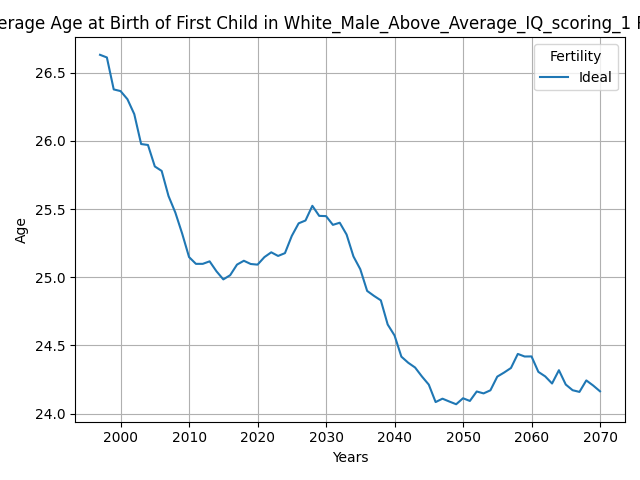 erage Age at Birth of First Child in White_Male_Above_Average_IQ_scoring_1
Fertility
Ideal
26.5
26.0
25.5
25.0
24.5
24.0
Age
2000 2010 2020 2030 2040 2050 2060 2070
Years